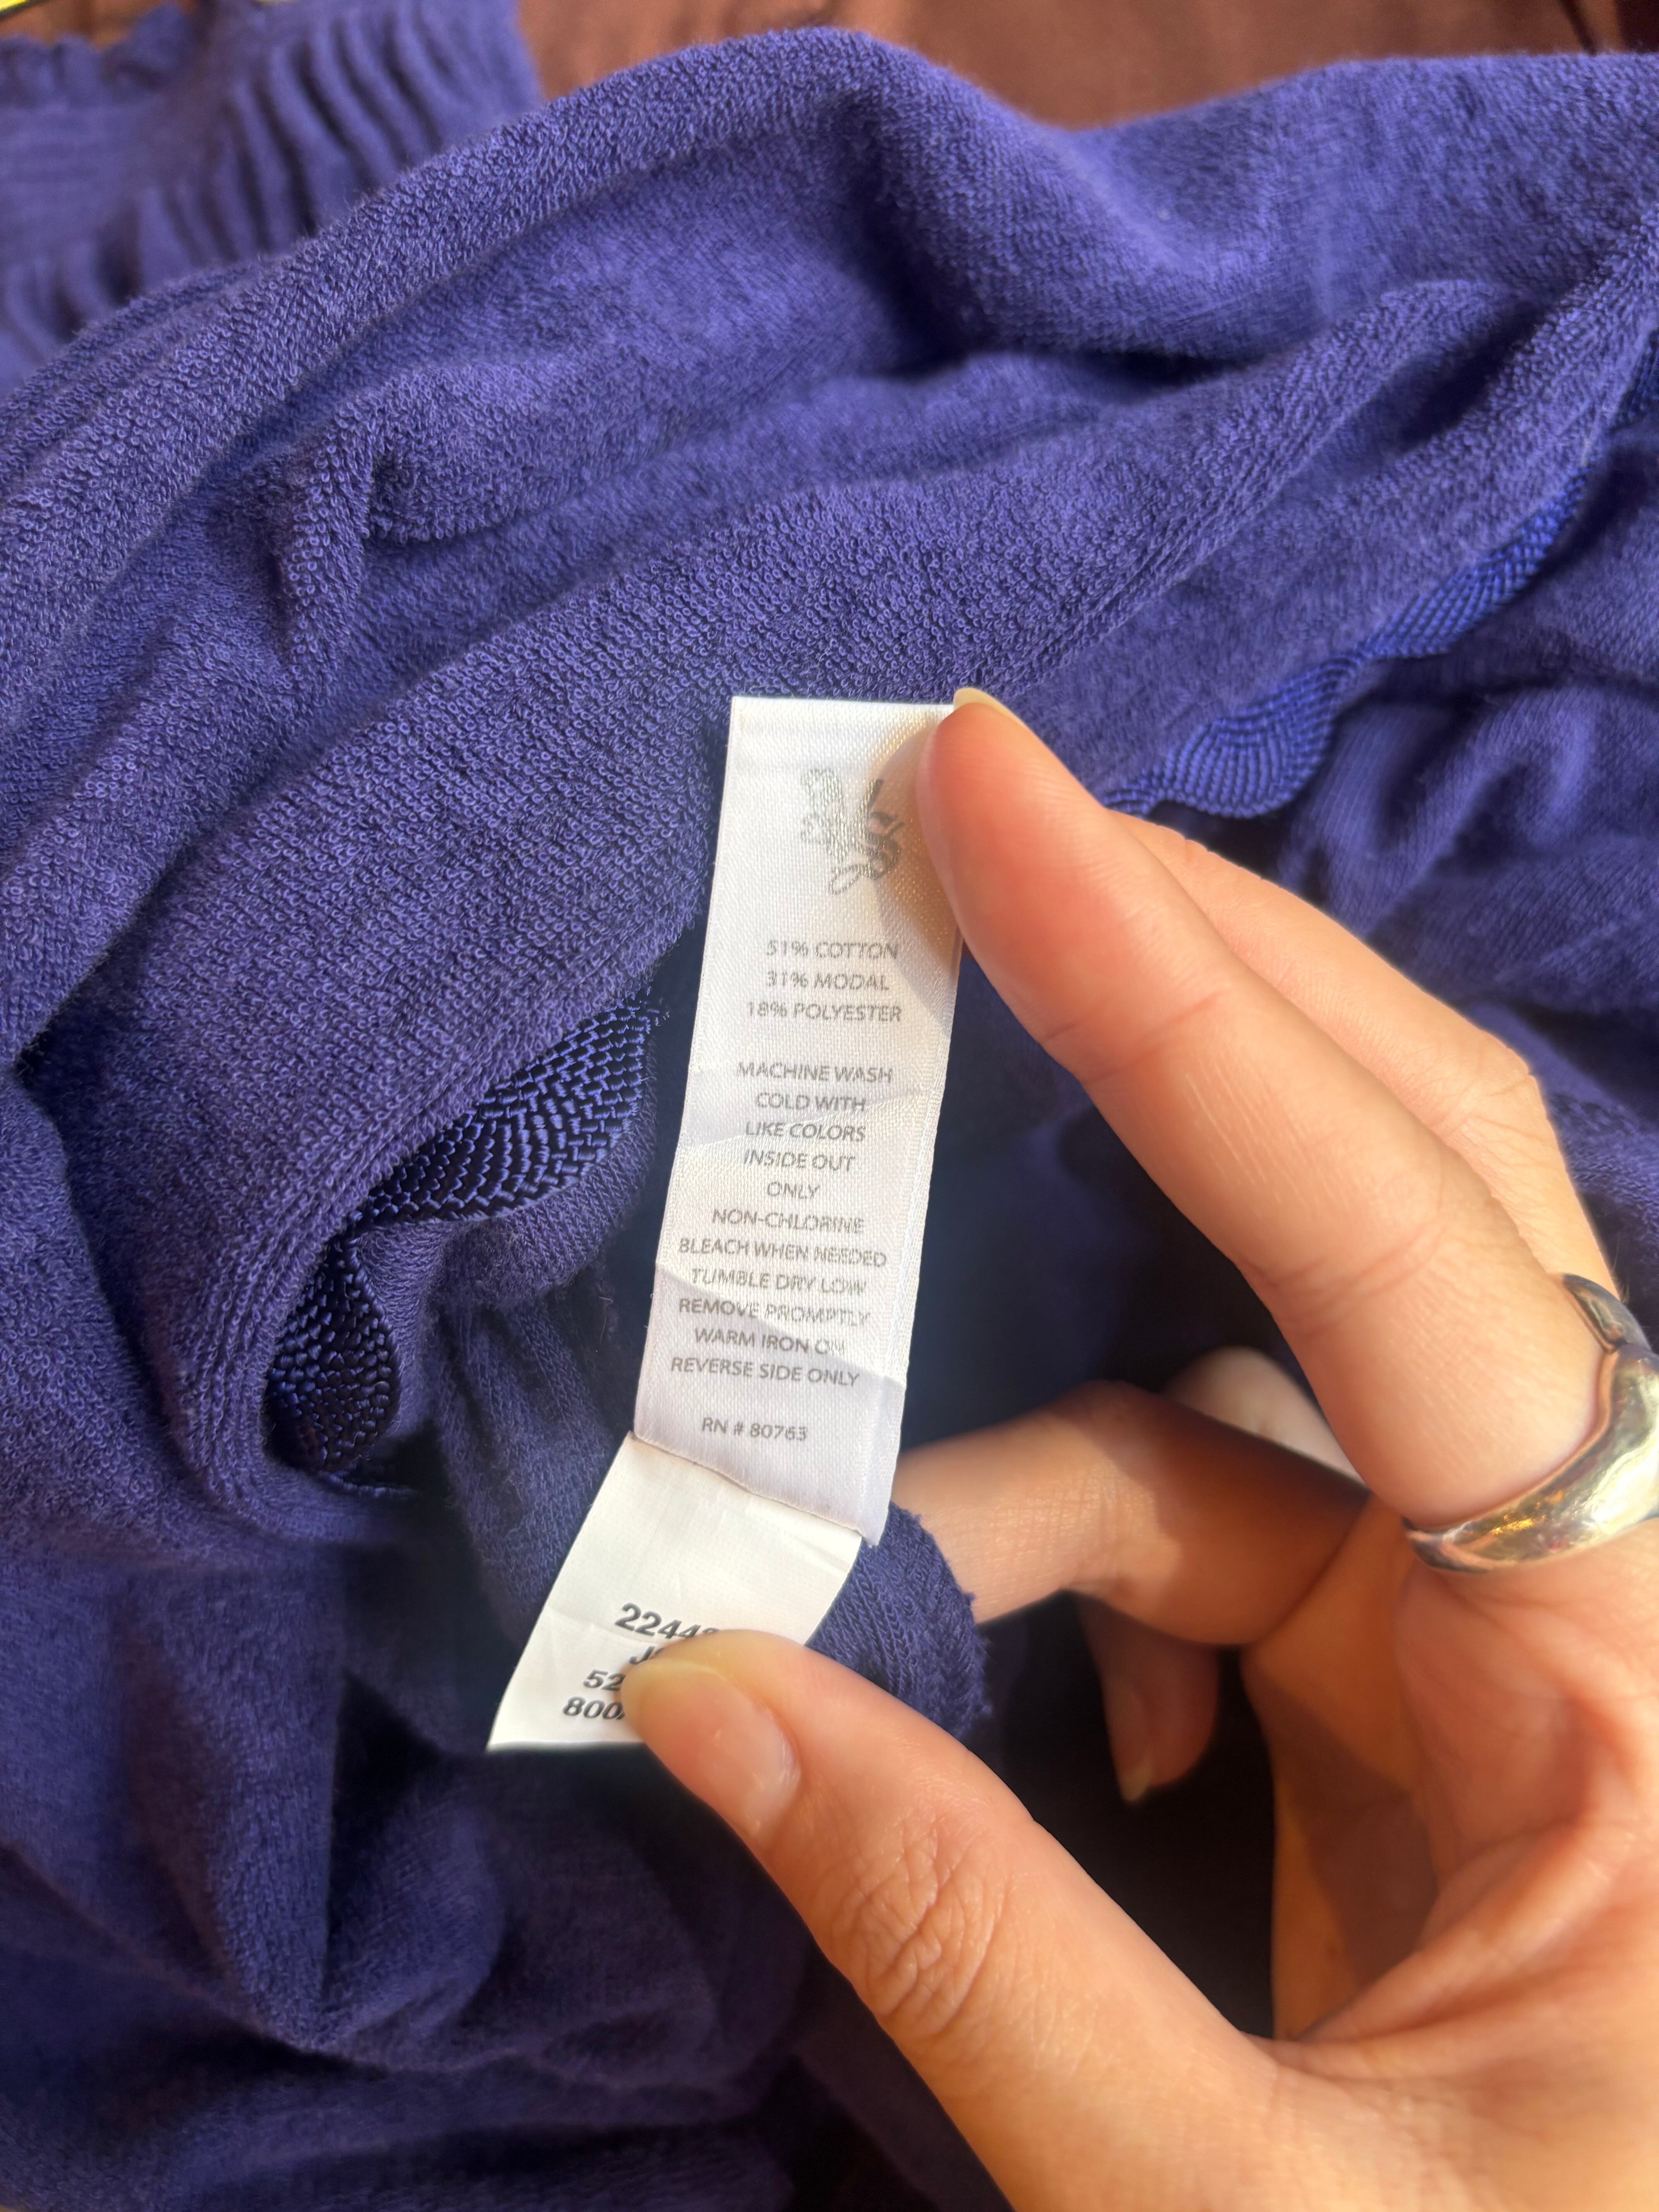 51% COTTON
31% MODAL
18% POLYESTER
MACHINE WASH
COLD WITH
LIKE COLORS
INSIDE OUT
ONLY
NON-CHLORINE
BLEACH WHEN NEEDED
TUMBLE DRY LOW
REMOVE PROMPTLY
WARM IRON ON
REVERSE SIDE ONLY
RN # 80763